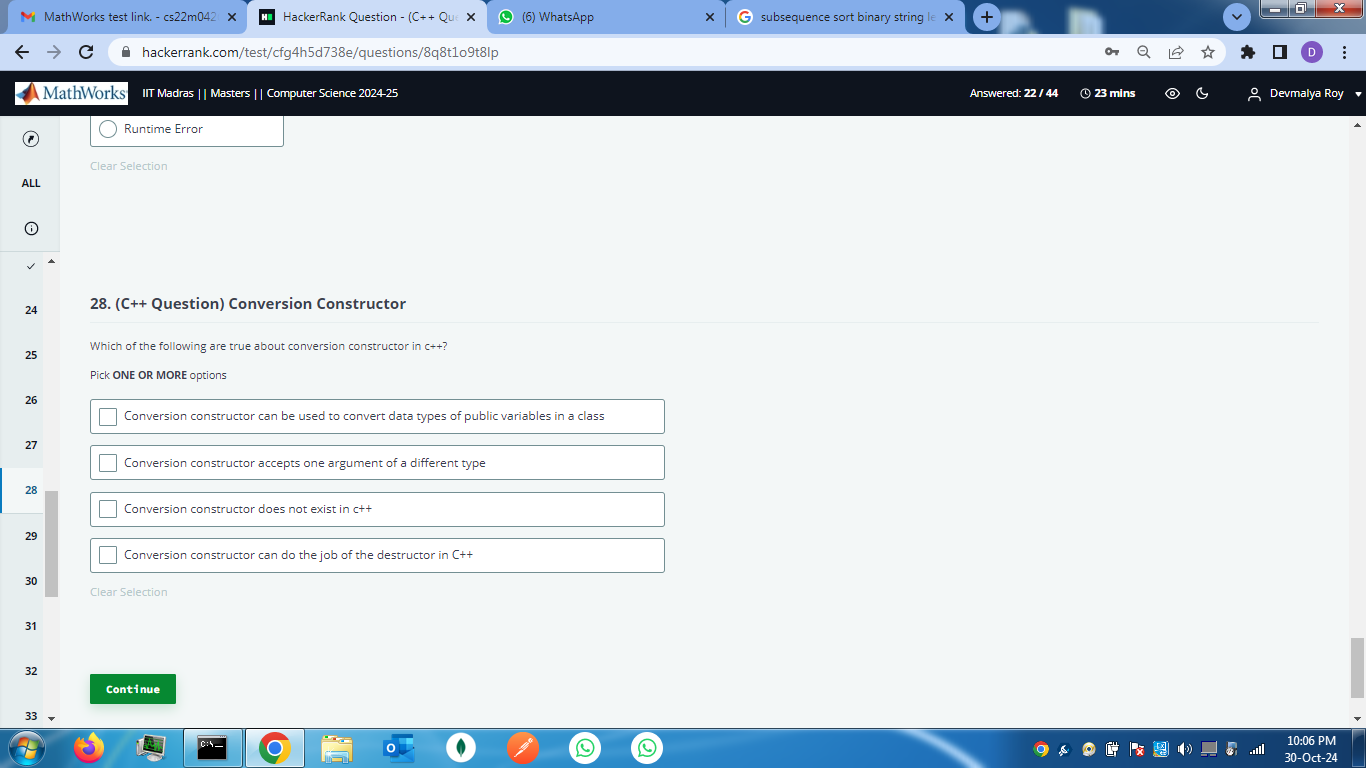 MathWorks test link. - cs22m042
HackerRank Question - (C++ Qu
(6) WhatsApp
subsequence sort binary string le
hackerrank.com/test/cfg4h5d738e/questions/8q8t1o9t8lp
D
MathWorks
IIT Madras || Masters || Computer Science 2024-25
Answered: 22 / 44
23 mins
Devmalya Roy
Runtime Error
Clear Selection
ALL
24
25
26
27
28
29
30
31
32
33
28. (C++ Question) Conversion Constructor
Which of the following are true about conversion constructor in c++?
Pick ONE OR MORE options
Conversion constructor can be used to convert data types of public variables in a class
Conversion constructor accepts one argument of a different type
Conversion constructor does not exist in c++
Conversion constructor can do the job of the destructor in C++
Clear Selection
Continue
10:06 PM
30-Oct-24